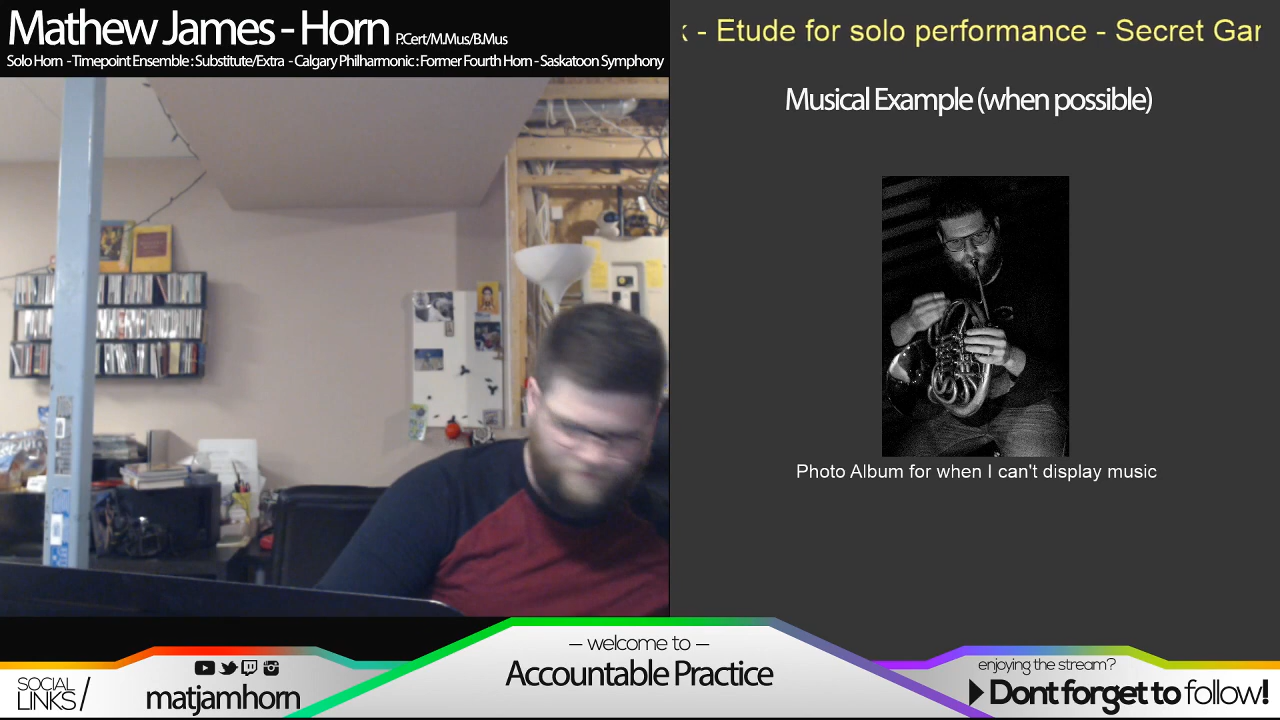 Mathew James - Horn P.Cert/M.Mus/B.Mus
Solo Horn - Timepoint Ensemble : Substitute/Extra - Calgary Philharmonic : Former Fourth Horn - Saskatoon Symphony
- Etude for solo performance - Secret Gar
Musical Example (when possible)
Photo Album for when I can't display music
SOCIAL
LINKS /
matjamhorn
— welcome to —
Accountable Practice
enjoying the stream?
Dont forget to follow!